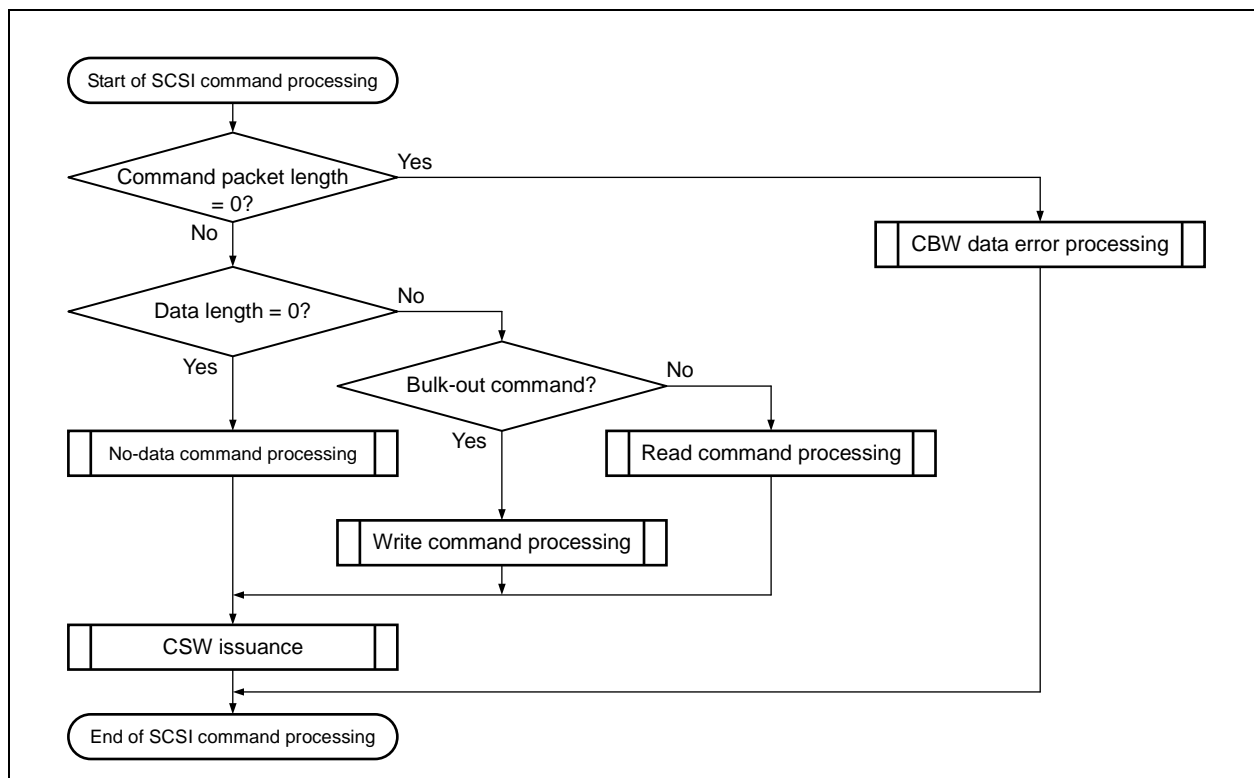 Start of SCSI command processing
Yes
Command packet length
= 0?
No
CBW data error processing
No
Data length = 0?
Yes
No
Bulk-out command?
Yes
No-data command processing
Read command processing
Write command processing
CSW issuance
End of SCSI command processing